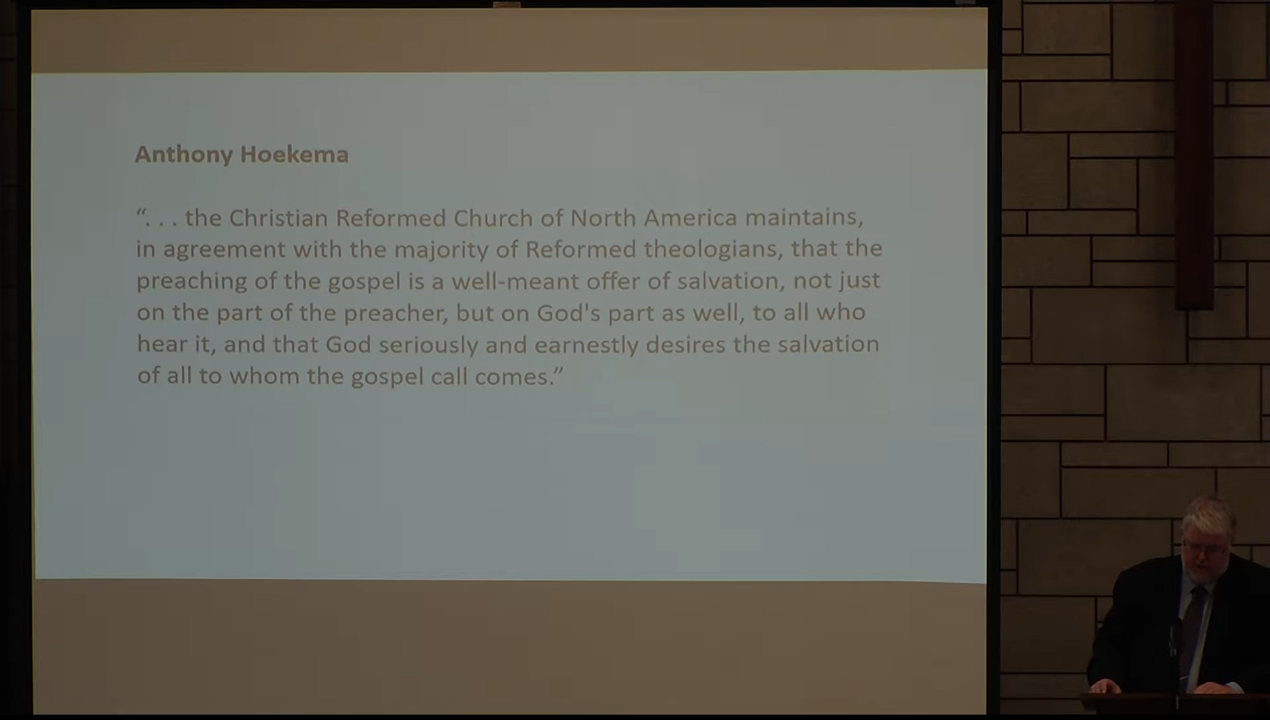 Anthony Hoekema
“. . . the Christian Reformed Church of North America maintains,
in agreement with the majority of Reformed theologians, that the
preaching of the gospel is a well-meant offer of salvation, not just
on the part of the preacher, but on God's part as well, to all who
hear it, and that God seriously and earnestly desires the salvation
of all to whom the gospel call comes.”